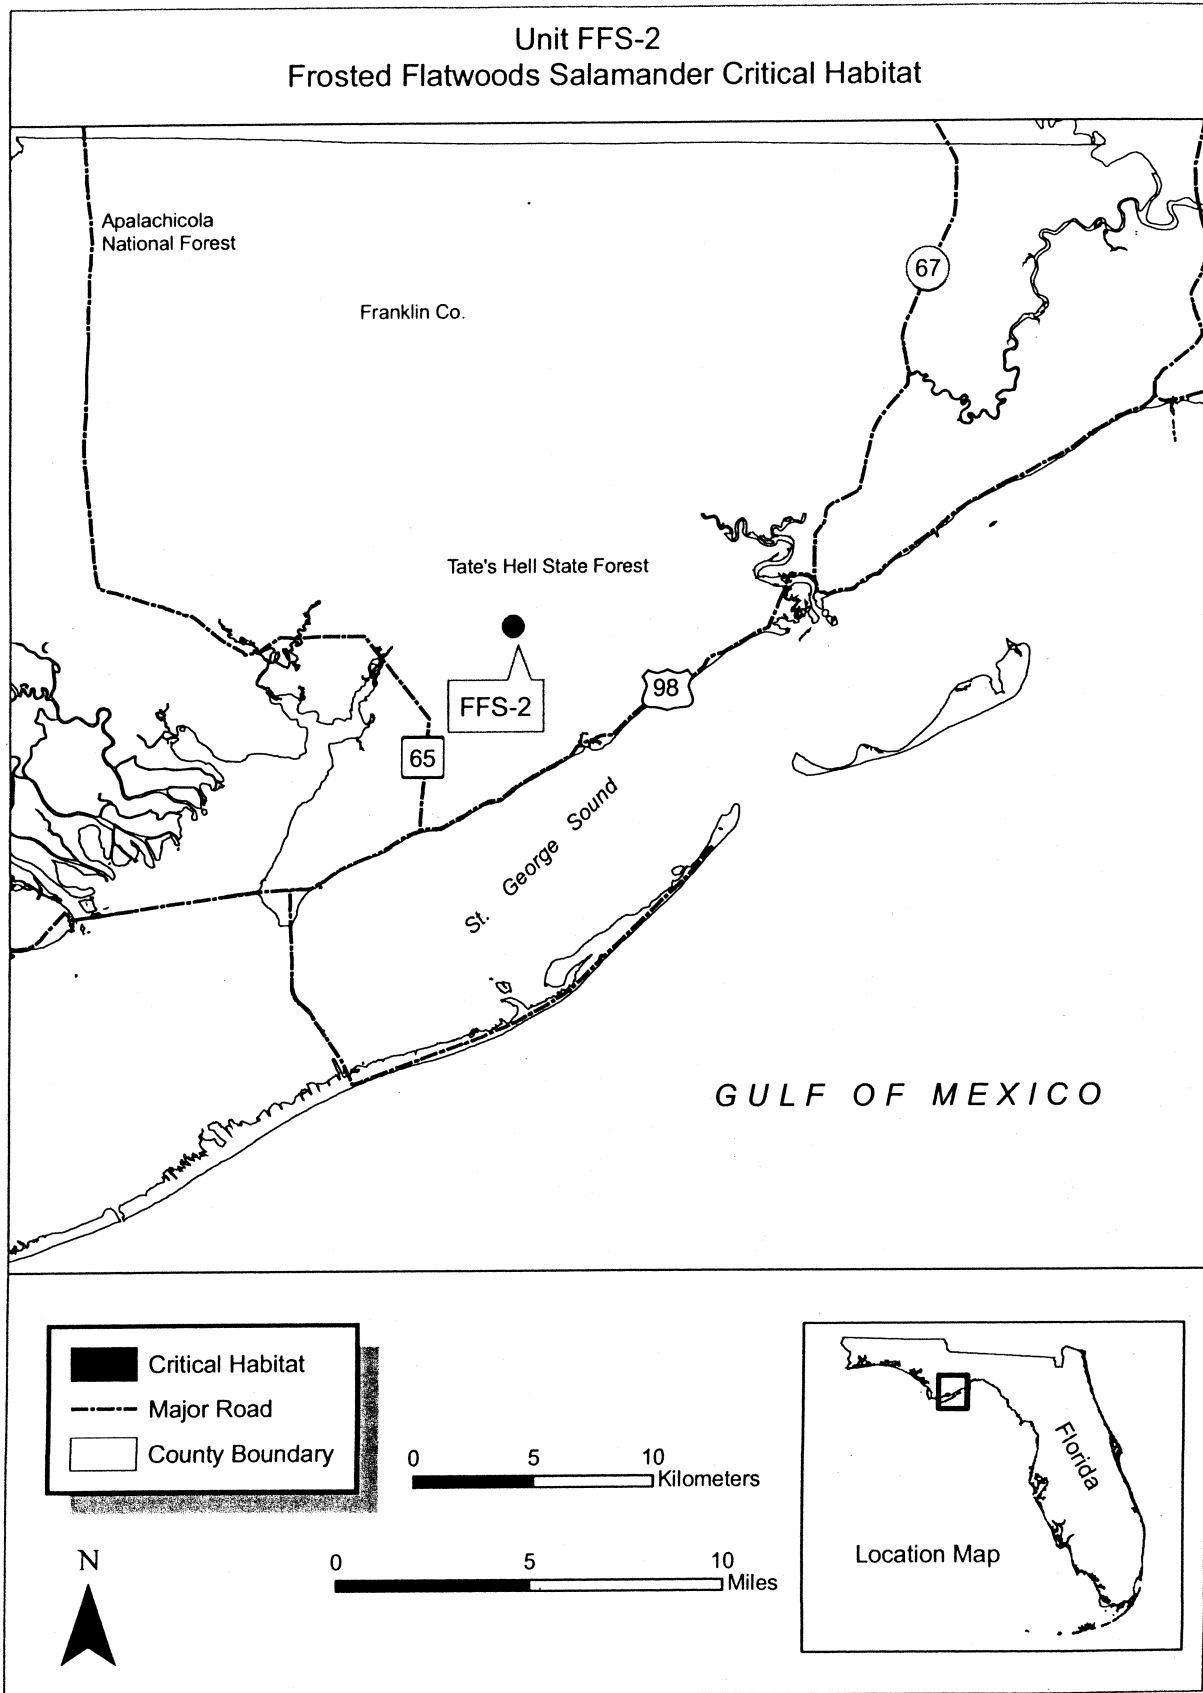 Unit FFS-2
Frosted Flatwoods Salamander Critical Habitat
Apalachicola
National Forest
67
Franklin Co.
Tate's Hell State Forest
98
FFS-2
65
St. George Sound
GULF OF MEXICO
Critical Habitat
Major Road
County Boundary
0 5 10
Kilometers
N
0 5 10
Miles
Florida
Location Map